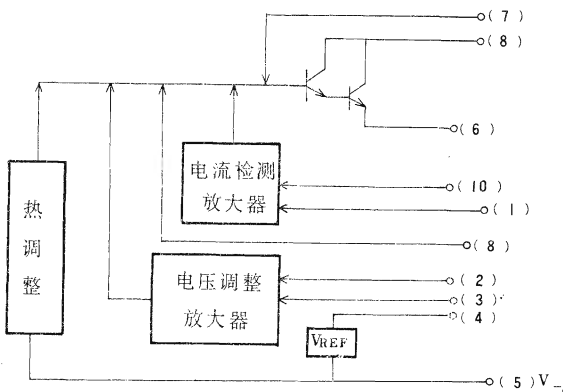 (7)
(8)
(6)
电流检测
放大器
(10)
(1)
热
调
整
(8)
电压调整
放大器
(2)
(3)
(4)
VREF
(5) V-